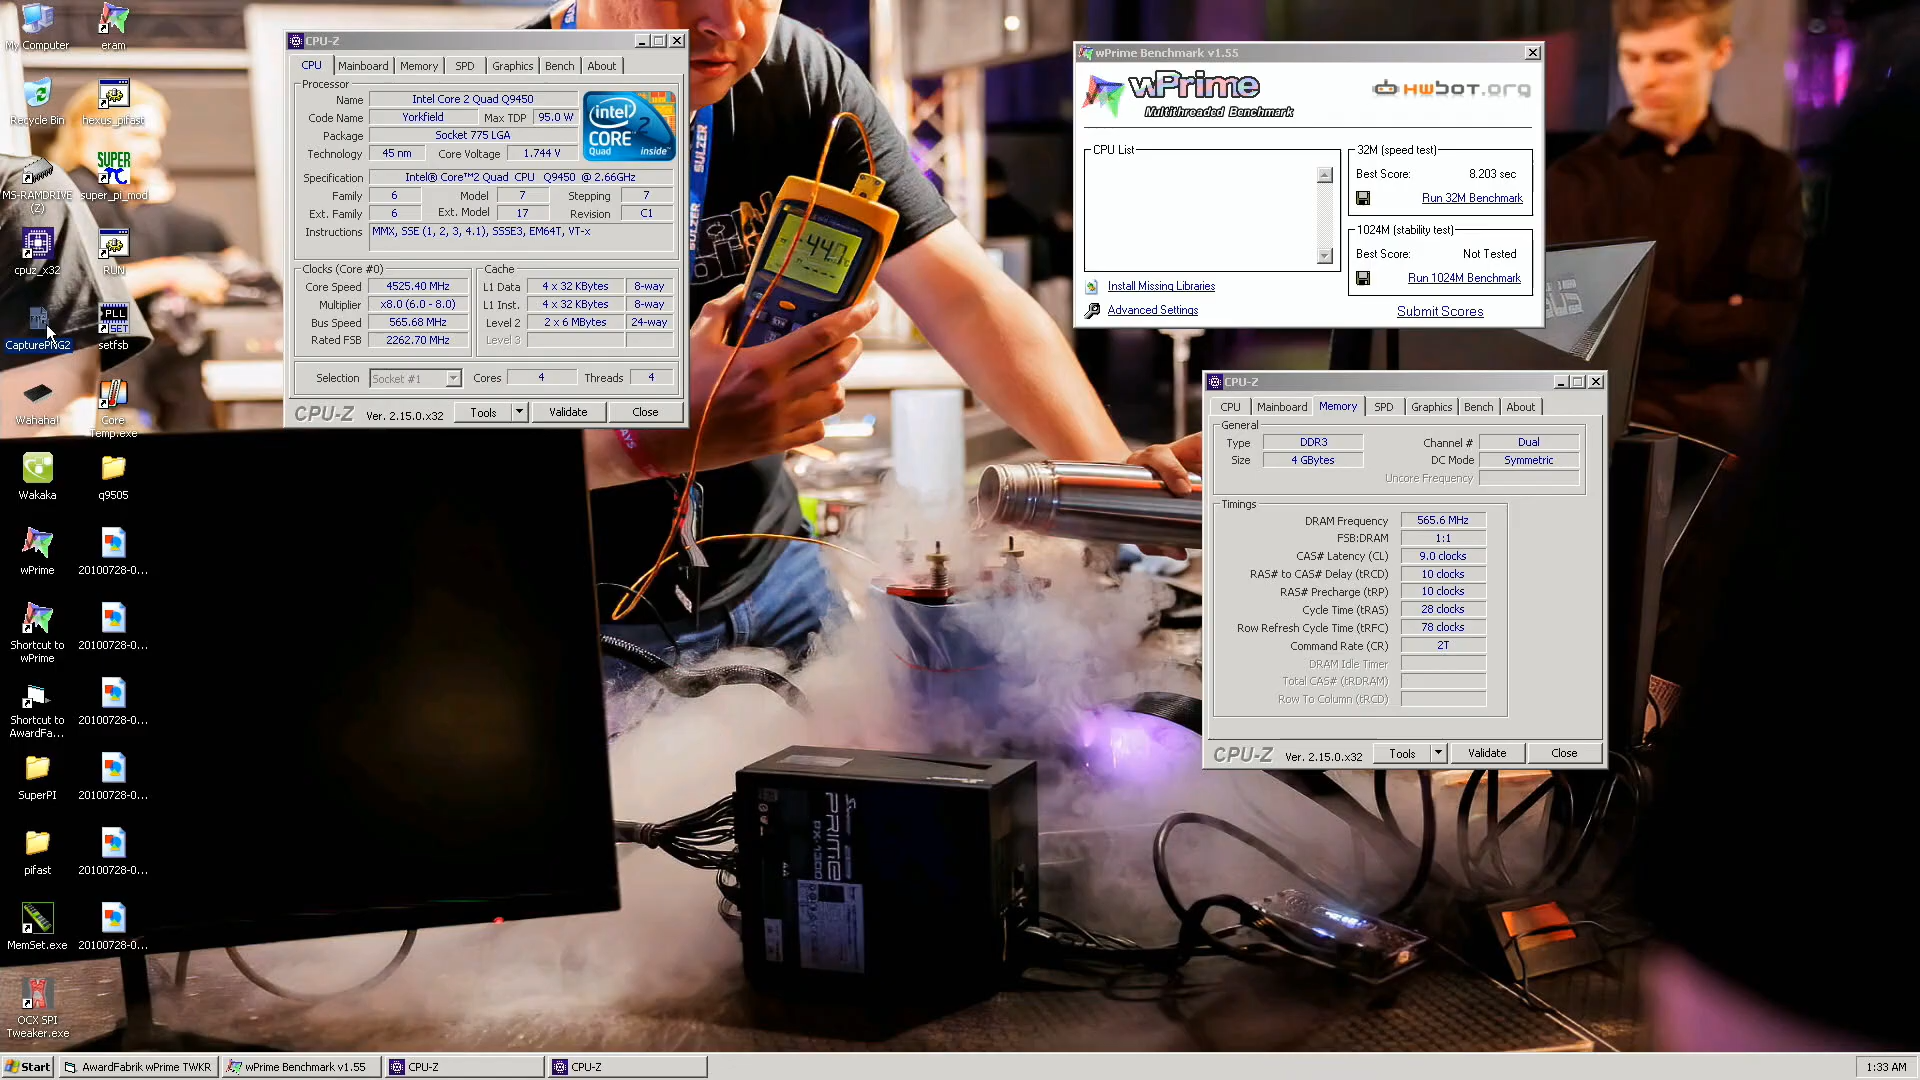 My Computer
eram
Recycle Bin
hexus_pifast
MS-RAMDRIVE (Z)
SUPER
super_pi_mod
cpuz_x32
RUN
CapturePNG2
PLL
SET
setfsb
Wahaha!
Core Temp.exe
Wakaka
q9505
wPrime
20100728-0...
Shortcut to wPrime
20100728-0...
Shortcut to AwardFa...
20100728-0...
SuperPI
20100728-0...
pifast
20100728-0...
MemSet.exe
20100728-0...
OCX SPI Tweaker.exe
CPU-Z
CPU Mainboard Memory SPD Graphics Bench About
Processor
Name Intel Core 2 Quad Q9450
Code Name Yorkfield Max TDP 95.0 W
Package Socket 775 LGA
Technology 45 nm Core Voltage 1.744 V
intel
CORE 2
Quad inside
Specification Intel® Core™2 Quad CPU Q9450 @ 2.66GHz
Family 6 Model 7 Stepping 7
Ext. Family 6 Ext. Model 17 Revision C1
Instructions MMX, SSE (1, 2, 3, 4.1), SSSE3, EM64T, VT-x
Clocks (Core #0)
Core Speed 4525.40 MHz
Multiplier x8.0 (6.0 - 8.0)
Bus Speed 565.68 MHz
Rated FSB 2262.70 MHz
Cache
L1 Data 4 x 32 KBytes 8-way
L1 Inst. 4 x 32 KBytes 8-way
Level 2 2 x 6 MBytes 24-way
Level 3
Selection Socket #1 Cores 4 Threads 4
CPU-Z Ver. 2.15.0.x32 Tools Validate Close
SULZER
wPrime Benchmark v1.55
wPrime
Multithreaded Benchmark
HWBOT.ORG
CPU List
32M (speed test)
Best Score: 8.203 sec
Run 32M Benchmark
1024M (stability test)
Best Score: Not Tested
Run 1024M Benchmark
Install Missing Libraries
Advanced Settings
Submit Scores
CPU-Z
CPU Mainboard Memory SPD Graphics Bench About
General
Type DDR3 Channel # Dual
Size 4 GBytes DC Mode Symmetric
Uncore Frequency
Timings
DRAM Frequency 565.6 MHz
FSB:DRAM 1:1
CAS# Latency (CL) 9.0 clocks
RAS# to CAS# Delay (tRCD) 10 clocks
RAS# Precharge (tRP) 10 clocks
Cycle Time (tRAS) 28 clocks
Row Refresh Cycle Time (tRFC) 78 clocks
Command Rate (CR) 2T
DRAM Idle Timer
Total CAS# (tRDRAM)
Row To Column (tRCD)
CPU-Z Ver. 2.15.0.x32 Tools Validate Close
PRIME
PX-1300
Start
AwardFabrik wPrime TWKR
wPrime Benchmark v1.55
CPU-Z
CPU-Z
1:33 AM